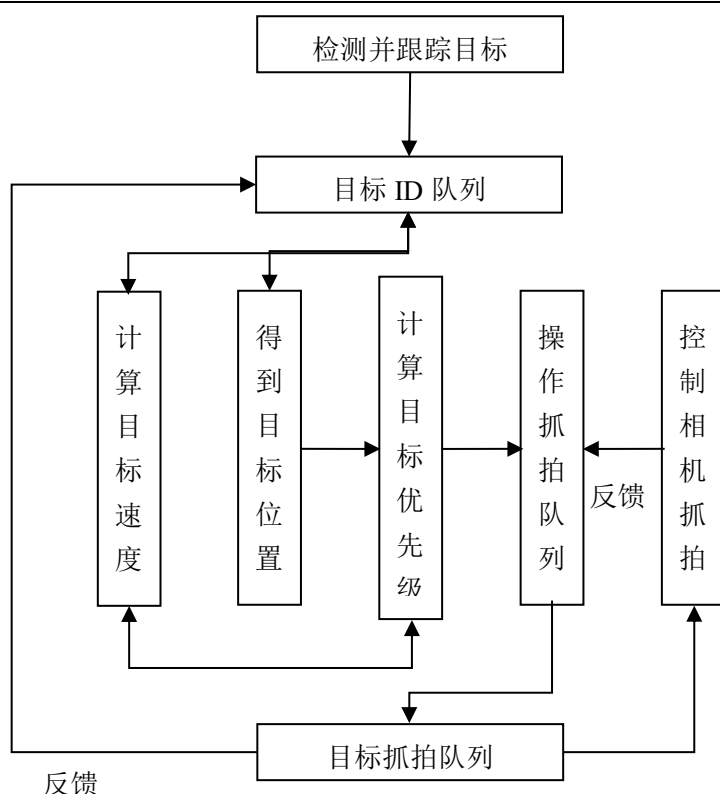 检测并跟踪目标
目标 ID 队列
计算目标速度
得到目标位置
计算目标优先级
操作抓拍队列
控制相机抓拍
反馈
目标抓拍队列
反馈